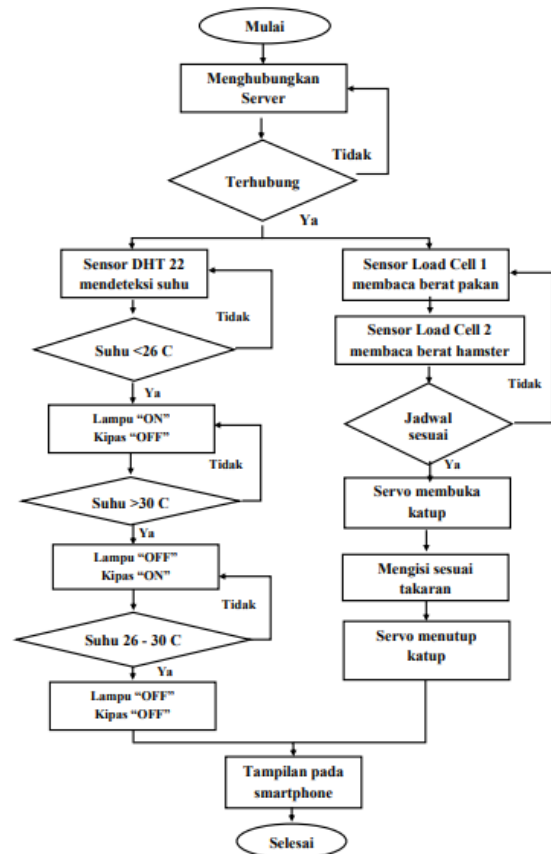 Mulai
Menghubungkan
Server
Tidak
Terhubung
Ya
Sensor DHT 22
mendeteksi suhu
Tidak
Suhu <26 C
Ya
Lampu “ON”
Kipas “OFF”
Tidak
Suhu >30 C
Ya
Lampu “OFF”
Kipas “ON”
Tidak
Suhu 26 - 30 C
Ya
Lampu “OFF”
Kipas “OFF”
Sensor Load Cell 1
membaca berat pakan
Sensor Load Cell 2
membaca berat hamster
Tidak
Jadwal
sesuai
Ya
Servo membuka
katup
Mengisi sesuai
takaran
Servo menutup
katup
Tampilan pada
smartphone
Selesai